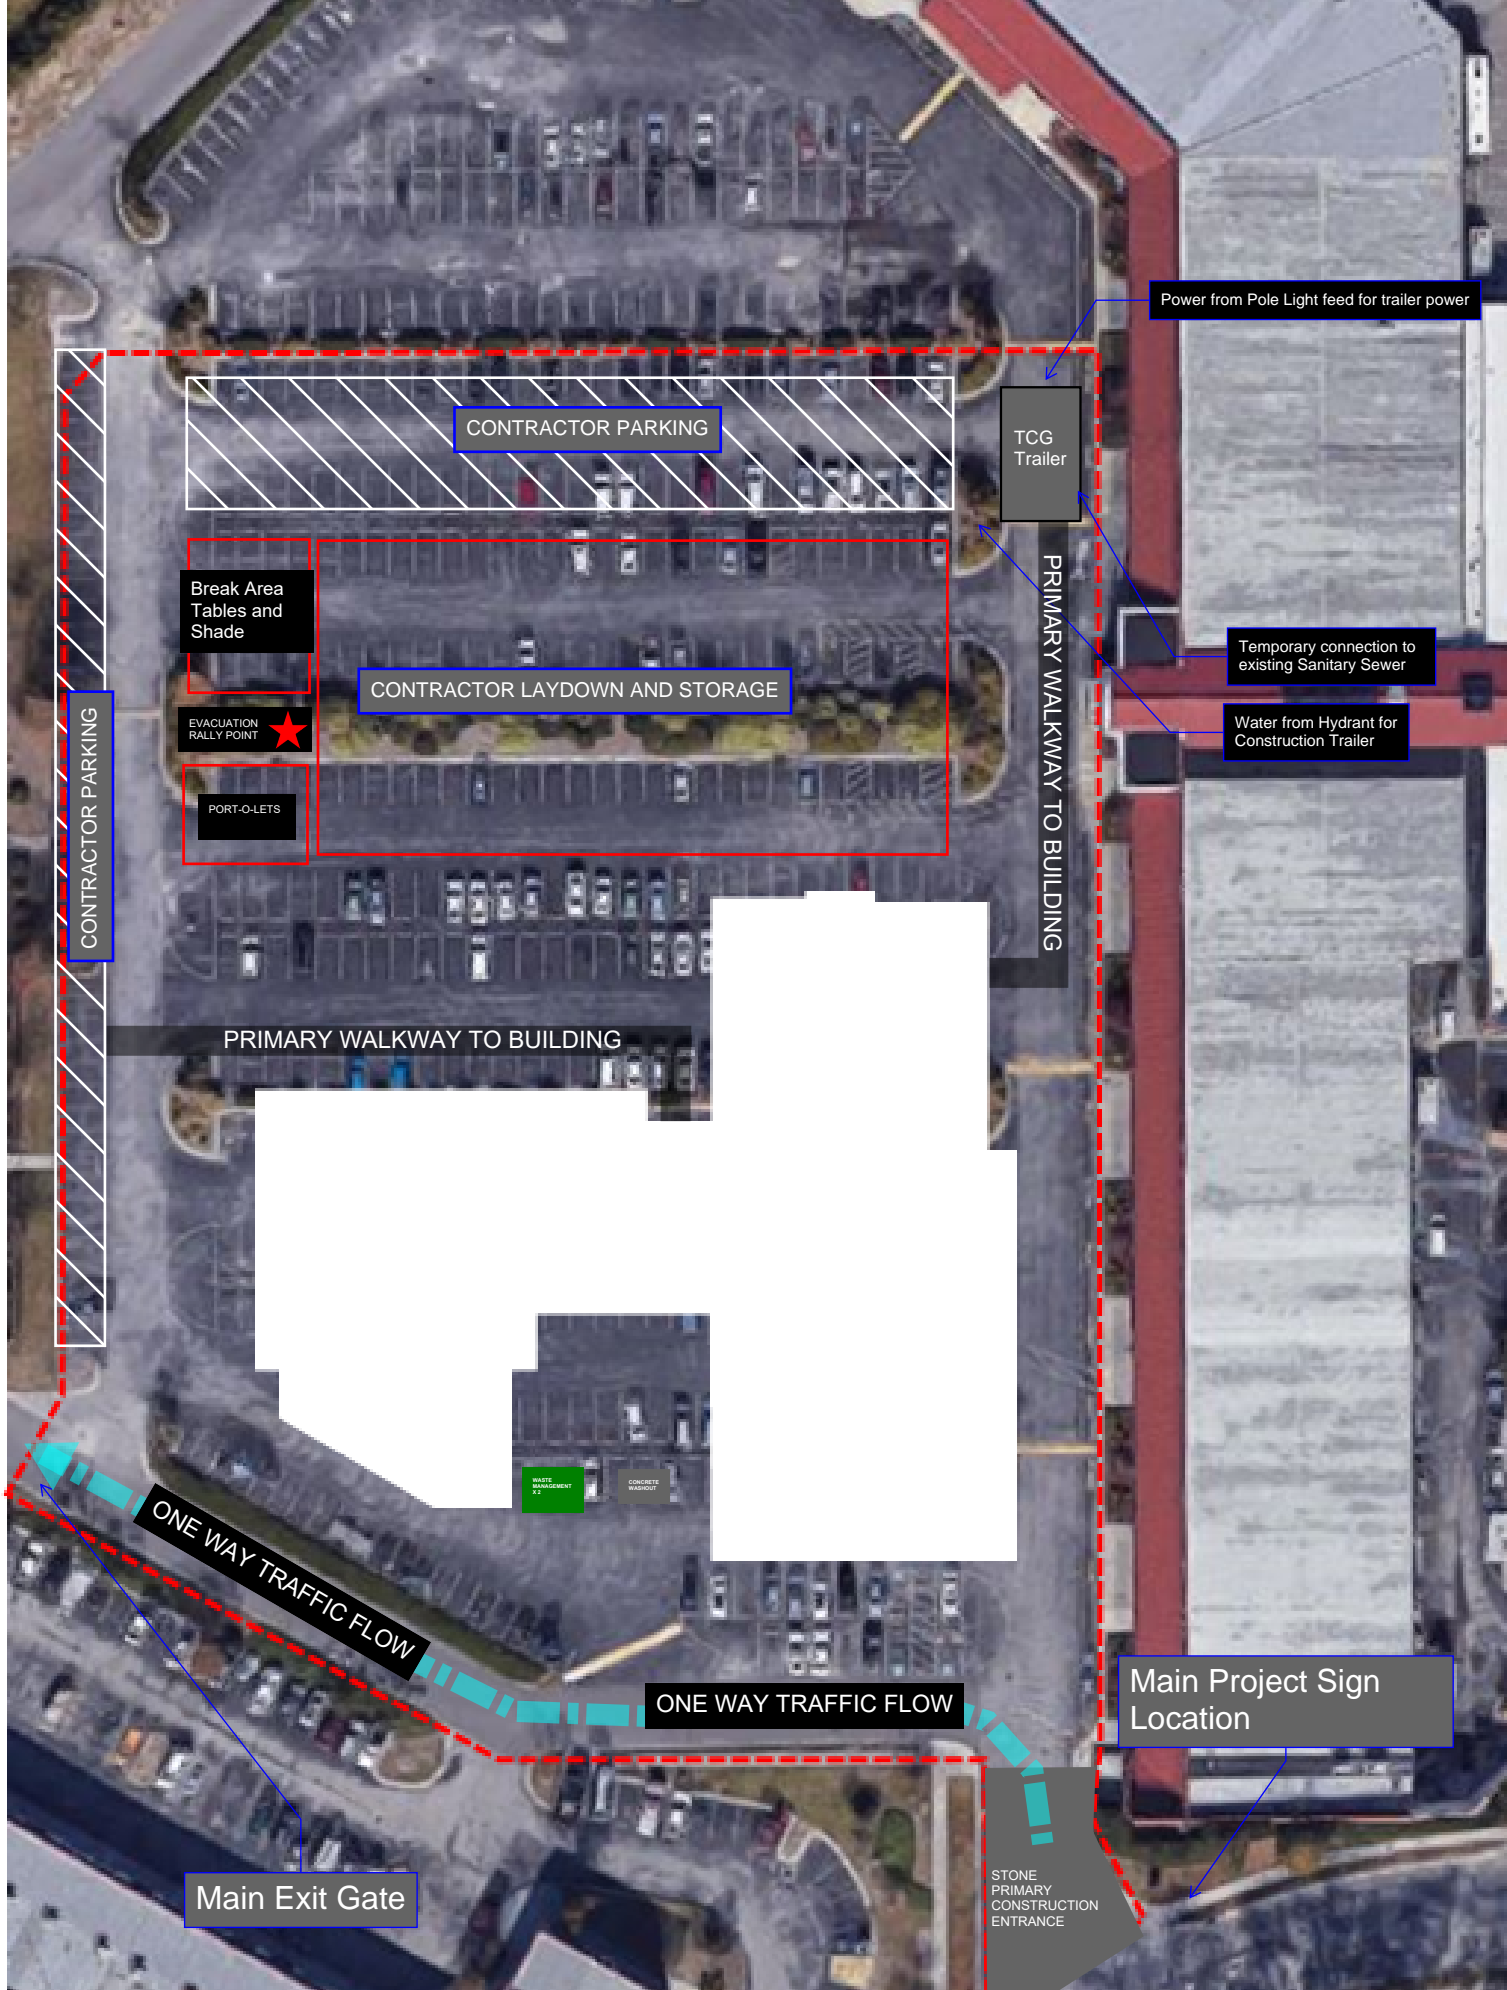 Power from Pole Light feed for trailer power
CONTRACTOR PARKING
TCG
Trailer
Break Area
Tables and
Shade
PRIMARY WALKWAY TO BUILDING
Temporary connection to
existing Sanitary Sewer
CONTRACTOR LAYDOWN AND STORAGE
EVACUATION
RALLY POINT
Water from Hydrant for
Construction Trailer
CONTRACTOR PARKING
PORT-O-LETS
PRIMARY WALKWAY TO BUILDING
WASTE
MANAGEMENT
X 2
CONCRETE
WASHOUT
ONE WAY TRAFFIC FLOW
ONE WAY TRAFFIC FLOW
Main Project Sign
Location
Main Exit Gate
STONE
PRIMARY
CONSTRUCTION
ENTRANCE